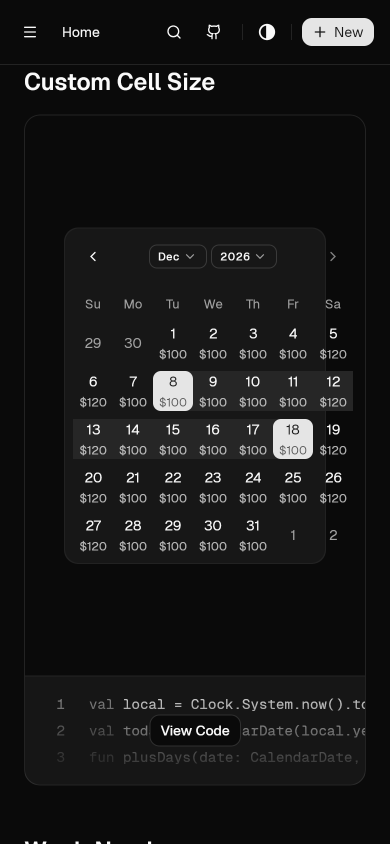 Home New
Custom Cell Size
Dec 2026
Su Mo Tu We Th Fr Sa
29 30 1 2 3 4 5
$100 $100 $100 $100 $120
6 7 8 9 10 11 12
$120 $100 $100 $100 $100 $100 $120
13 14 15 16 17 18 19
$120 $100 $100 $100 $100 $100 $120
20 21 22 23 24 25 26
$120 $100 $100 $100 $100 $100 $120
27 28 29 30 31 1 2
$120 $100 $100 $100 $100
1 val local = Clock.System.now().to
2 val tod View Code arDate(local.ye
3 fun plusDays(date: CalendarDate,